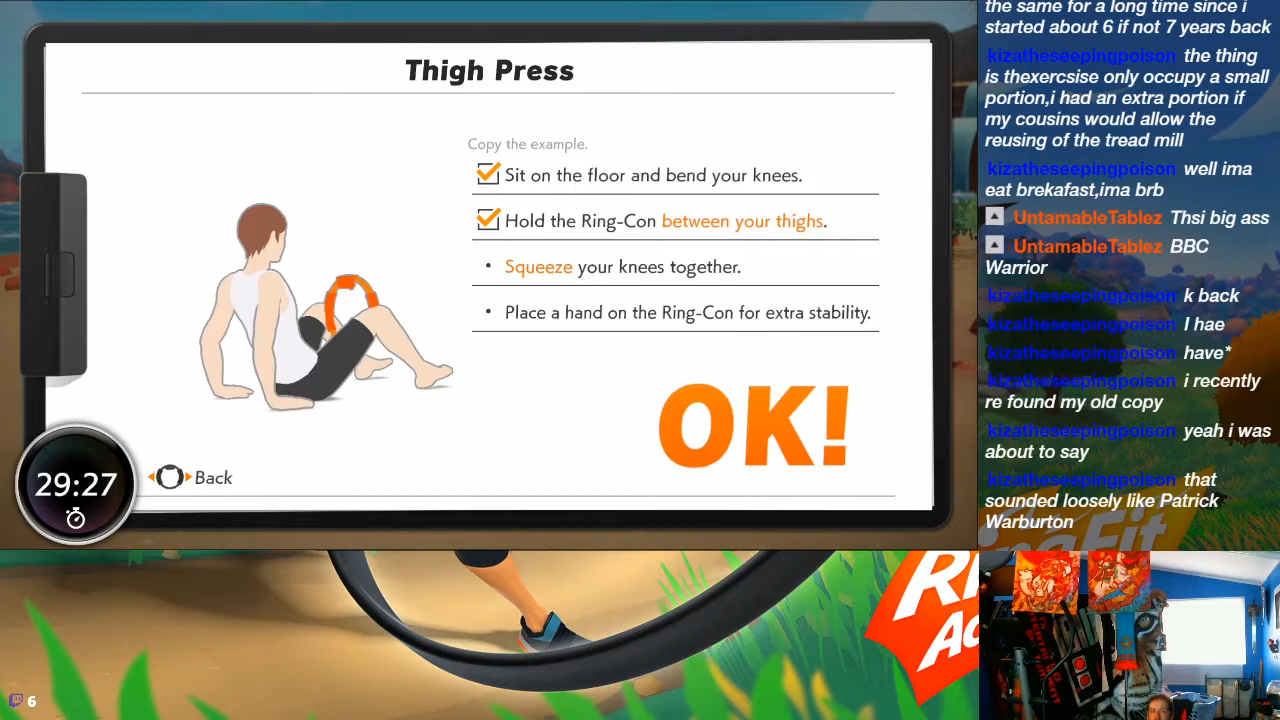 Thigh Press
Copy the example.
Sit on the floor and bend your knees.
Hold the Ring-Con between your thighs.
• Squeeze your knees together.
• Place a hand on the Ring-Con for extra stability.
OK!
29:27
Back
6
the same for a long time since i
started about 6 if not 7 years back
kizatheseepingpoison the thing
is thexercsise only occupy a small
portion,i had an extra portion if
my cousins would allow the
reusing of the tread mill
kizatheseepingpoison well ima
eat brekafast,ima brb
UntamableTablez Thsi big ass
UntamableTablez BBC
Warrior
kizatheseepingpoison k back
kizatheseepingpoison I hae
kizatheseepingpoison have*
kizatheseepingpoison i recently
re found my old copy
kizatheseepingpoison yeah i was
about to say
kizatheseepingpoison that
sounded loosely like Patrick
Warburton